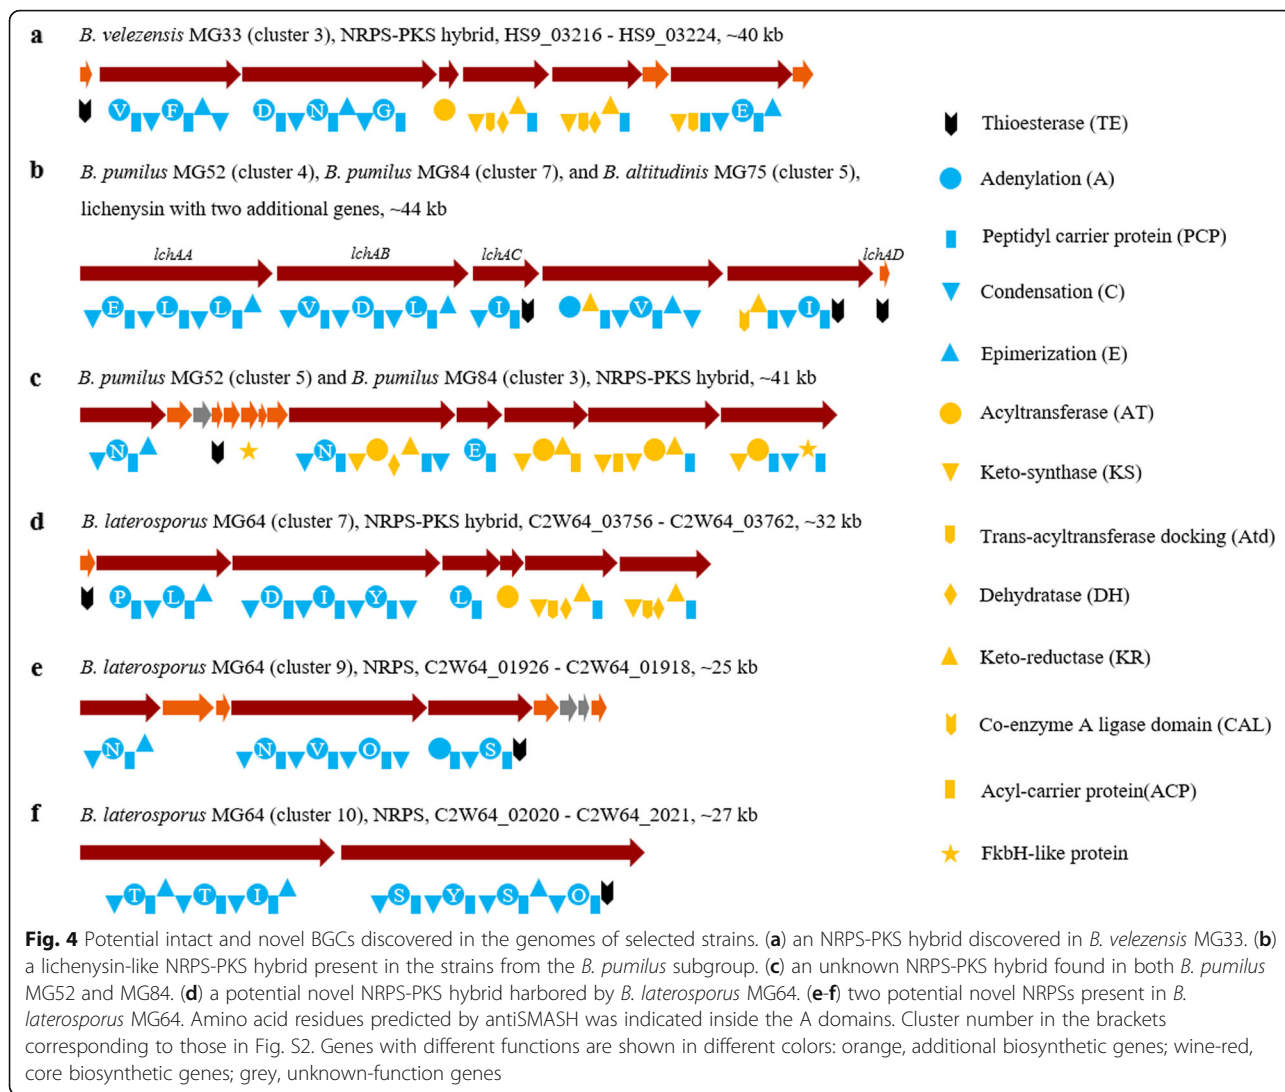 a B. velezensis MG33 (cluster 3), NRPS-PKS hybrid, HS9_03216 - HS9_03224, ~40 kb
V F D N G E
b B. pumilus MG52 (cluster 4), B. pumilus MG84 (cluster 7), and B. altitudinis MG75 (cluster 5),
lichenysin with two additional genes, ~44 kb
lchAA lchAB lchAC lchAD
E L L V D L I V I
c B. pumilus MG52 (cluster 5) and B. pumilus MG84 (cluster 3), NRPS-PKS hybrid, ~41 kb
N N E
d B. laterosporus MG64 (cluster 7), NRPS-PKS hybrid, C2W64_03756 - C2W64_03762, ~32 kb
P L D I Y L
e B. laterosporus MG64 (cluster 9), NRPS, C2W64_01926 - C2W64_01918, ~25 kb
N N V O S
f B. laterosporus MG64 (cluster 10), NRPS, C2W64_02020 - C2W64_2021, ~27 kb
T T I S Y S O
Thioesterase (TE)
Adenylation (A)
Peptidyl carrier protein (PCP)
Condensation (C)
Epimerization (E)
Acyltransferase (AT)
Keto-synthase (KS)
Trans-acyltransferase docking (Atd)
Dehydratase (DH)
Keto-reductase (KR)
Co-enzyme A ligase domain (CAL)
Acyl-carrier protein(ACP)
FkbH-like protein
Fig. 4 Potential intact and novel BGCs discovered in the genomes of selected strains. (a) an NRPS-PKS hybrid discovered in B. velezensis MG33. (b)
a lichenysin-like NRPS-PKS hybrid present in the strains from the B. pumilus subgroup. (c) an unknown NRPS-PKS hybrid found in both B. pumilus
MG52 and MG84. (d) a potential novel NRPS-PKS hybrid harbored by B. laterosporus MG64. (e-f) two potential novel NRPSs present in B.
laterosporus MG64. Amino acid residues predicted by antiSMASH was indicated inside the A domains. Cluster number in the brackets
corresponding to those in Fig. S2. Genes with different functions are shown in different colors: orange, additional biosynthetic genes; wine-red,
core biosynthetic genes; grey, unknown-function genes